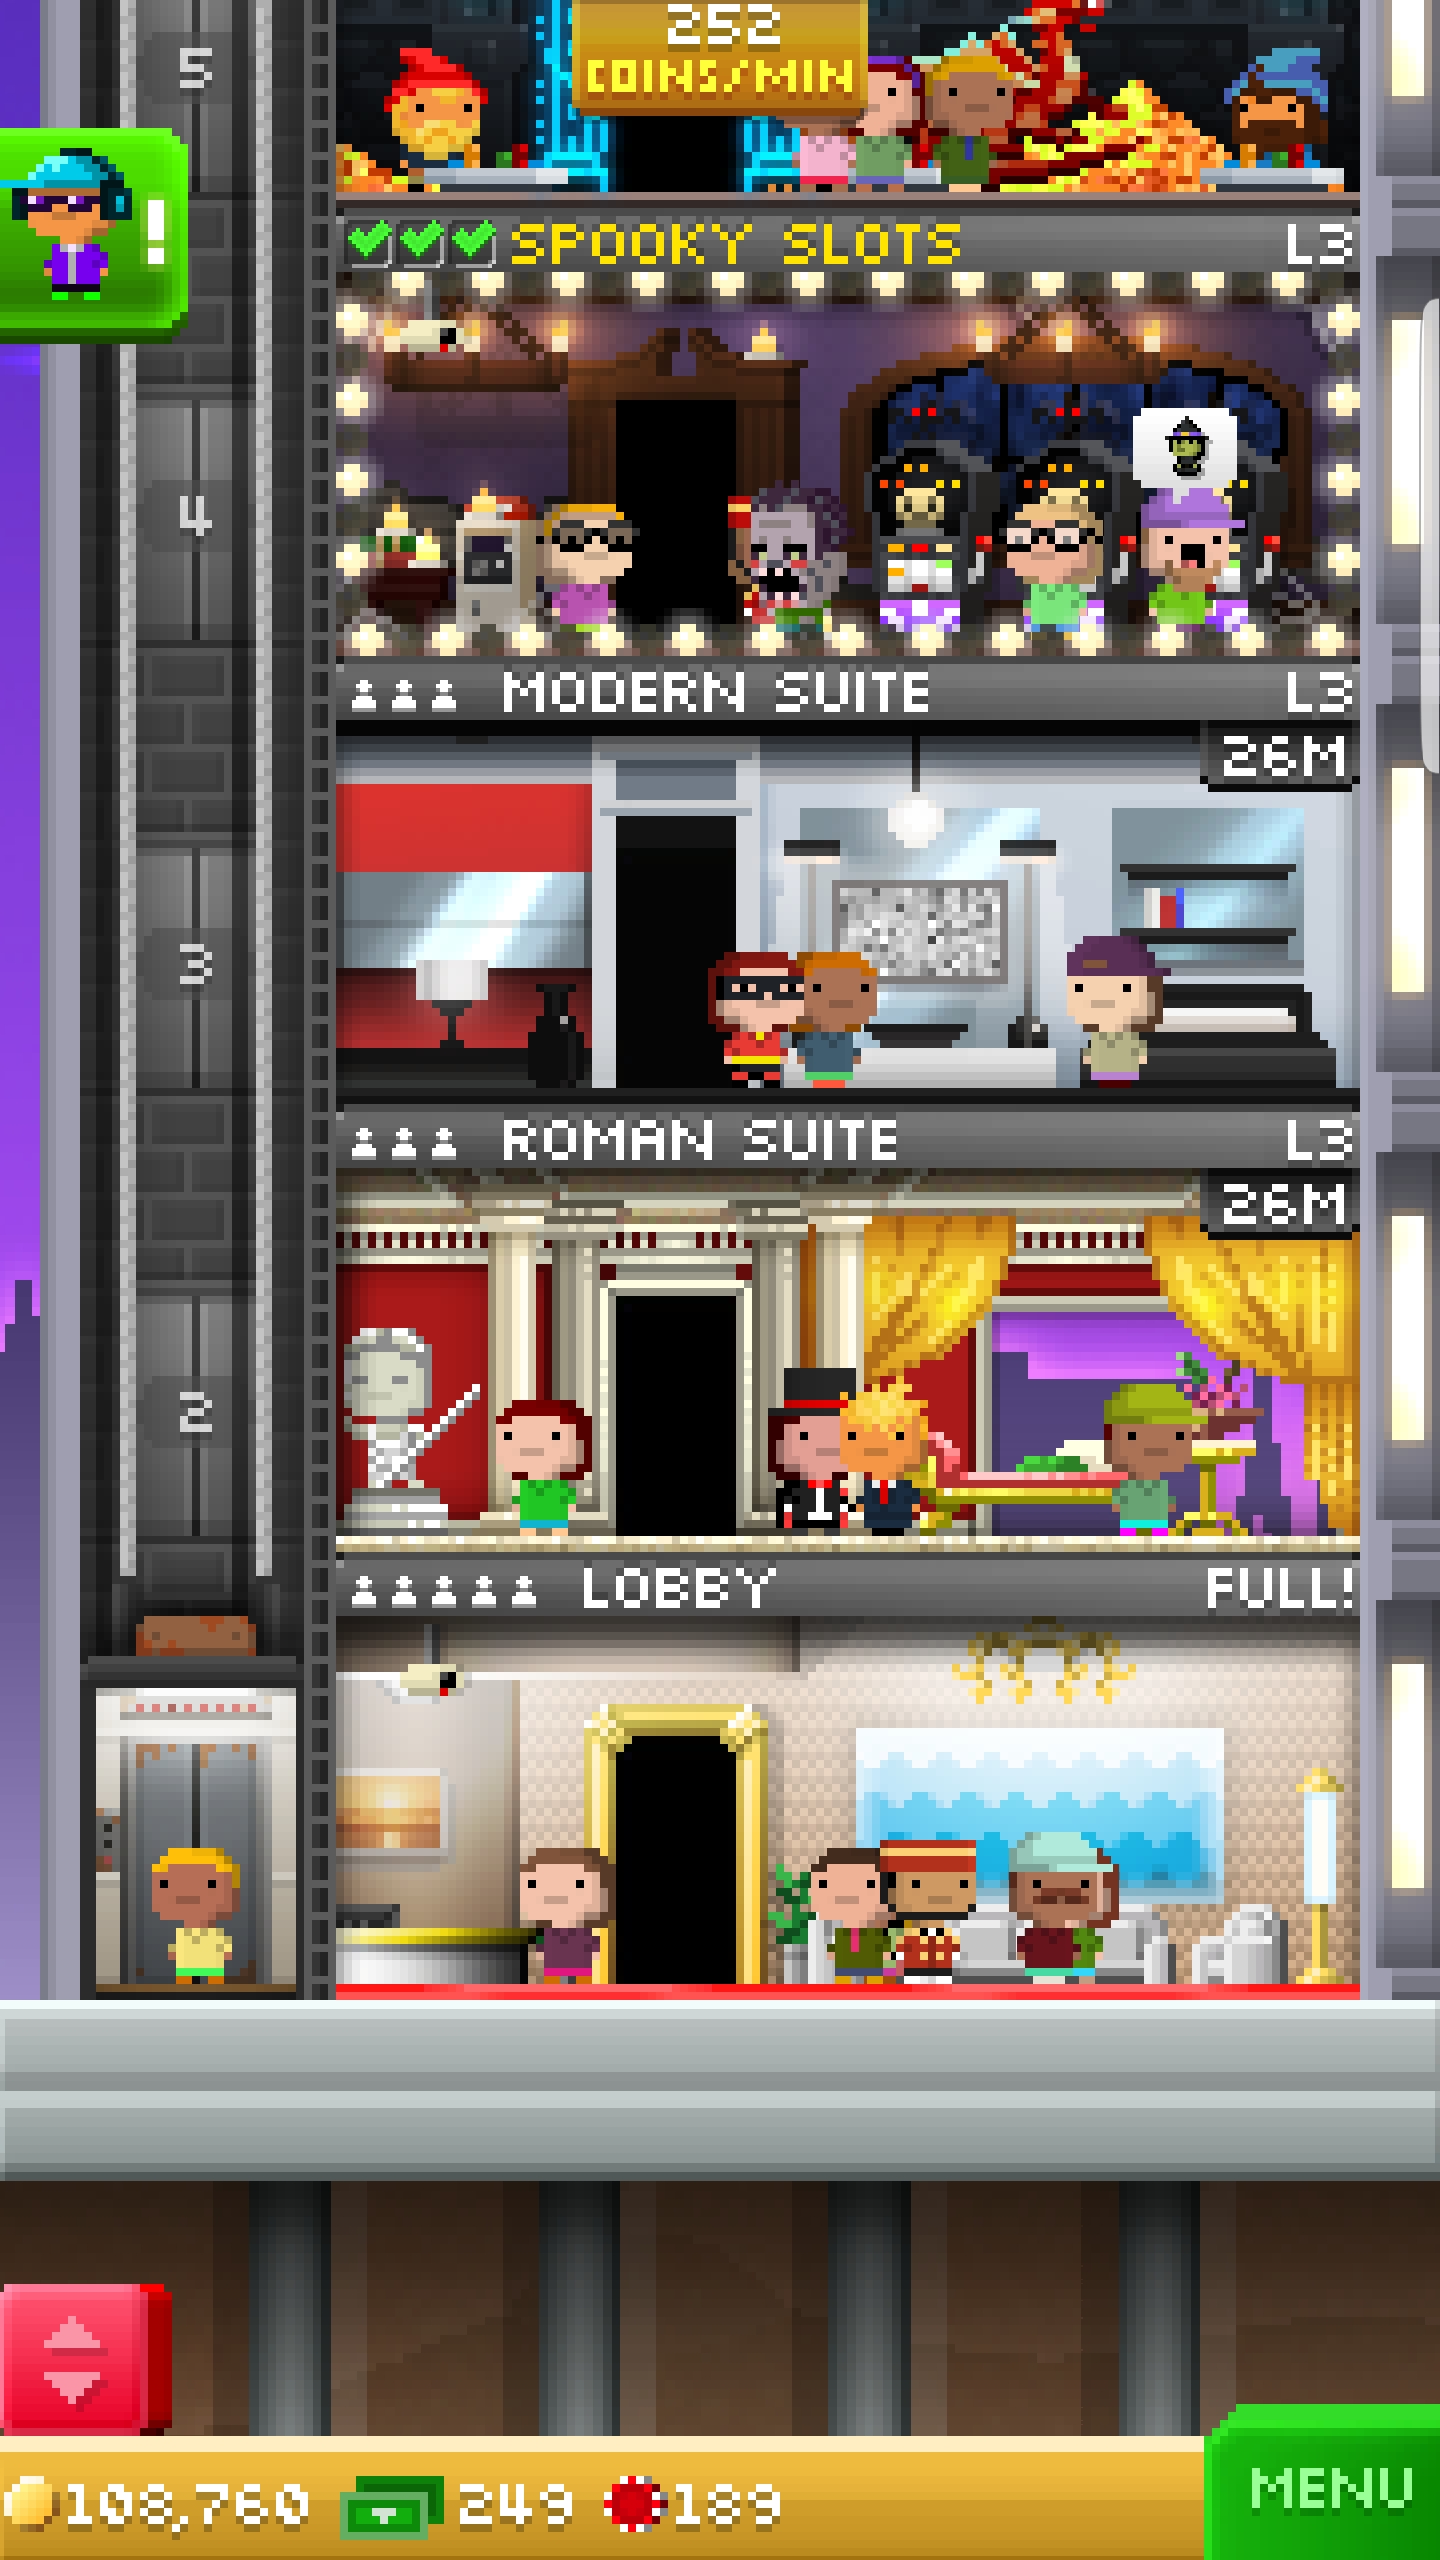 252
COINS/MIN
5
!
SPOOKY SLOTS L3
4
MODERN SUITE L3
26M
3
ROMAN SUITE L3
26M
2
LOBBY FULL!
108,760 249 189
MENU